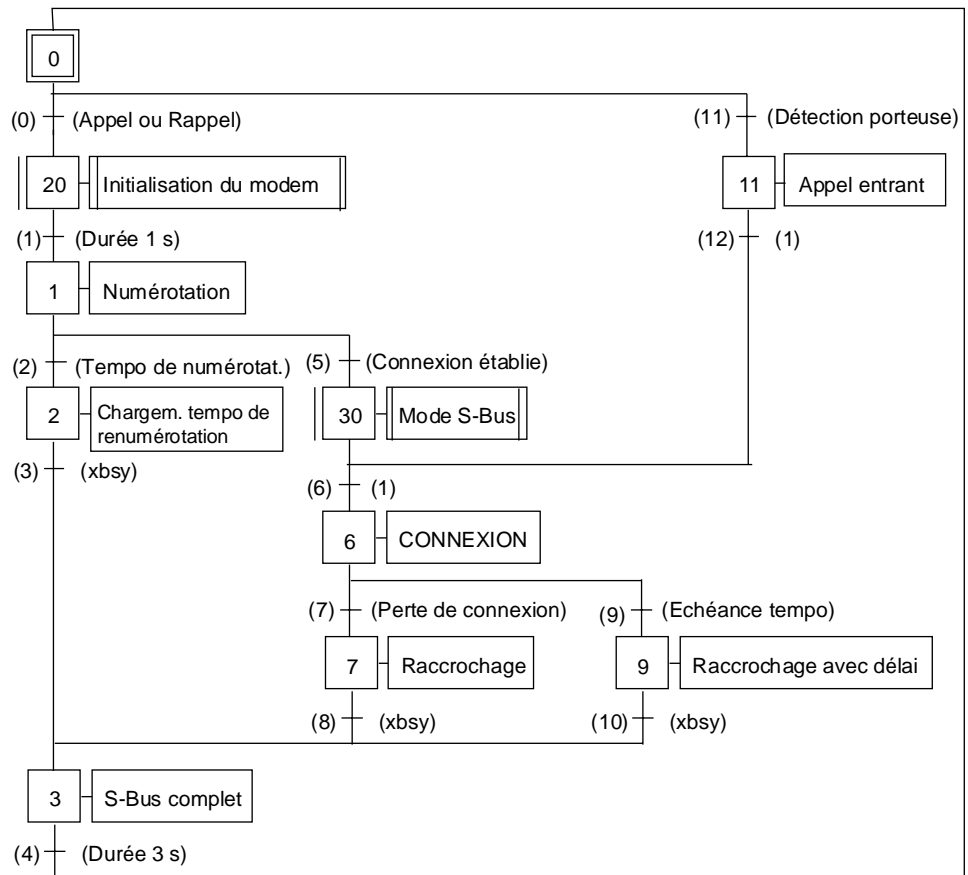 0
(0) (Appel ou Rappel)
(11) (Détection porteuse)
20 Initialisation du modem
11 Appel entrant
(1) (Durée 1 s)
(12) (1)
1 Numérotation
(2) (Tempo de numérotat.)
(5) (Connexion établie)
2 Chargem. tempo de
renumérotation
30 Mode S-Bus
(3) (xbsy)
(6) (1)
6 CONNEXION
(7) (Perte de connexion)
(9) (Echéance tempo)
7 Raccrochage
9 Raccrochage avec délai
(8) (xbsy)
(10) (xbsy)
3 S-Bus complet
(4) (Durée 3 s)